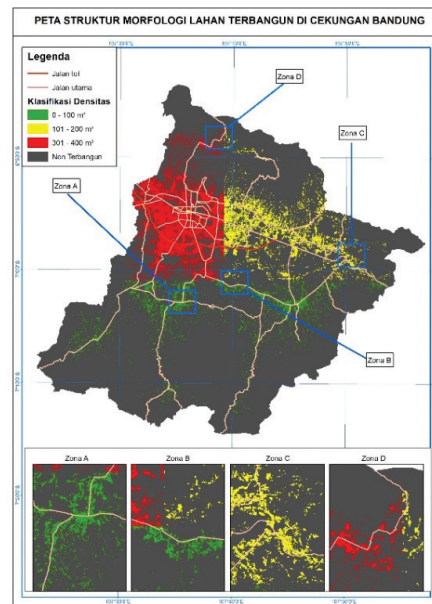 PETA STRUKTUR MORFOLOGI LAHAN TERBANGUN DI CEKUNGAN BANDUNG
Legenda
Jalan tol
Jalan utama
Klasifikasi Densitas
0 - 100 m²
101 - 200 m²
301 - 400 m²
Non Terbangun
Zona D
Zona C
Zona A
Zona B
Zona A
Zona B
Zona C
Zona D